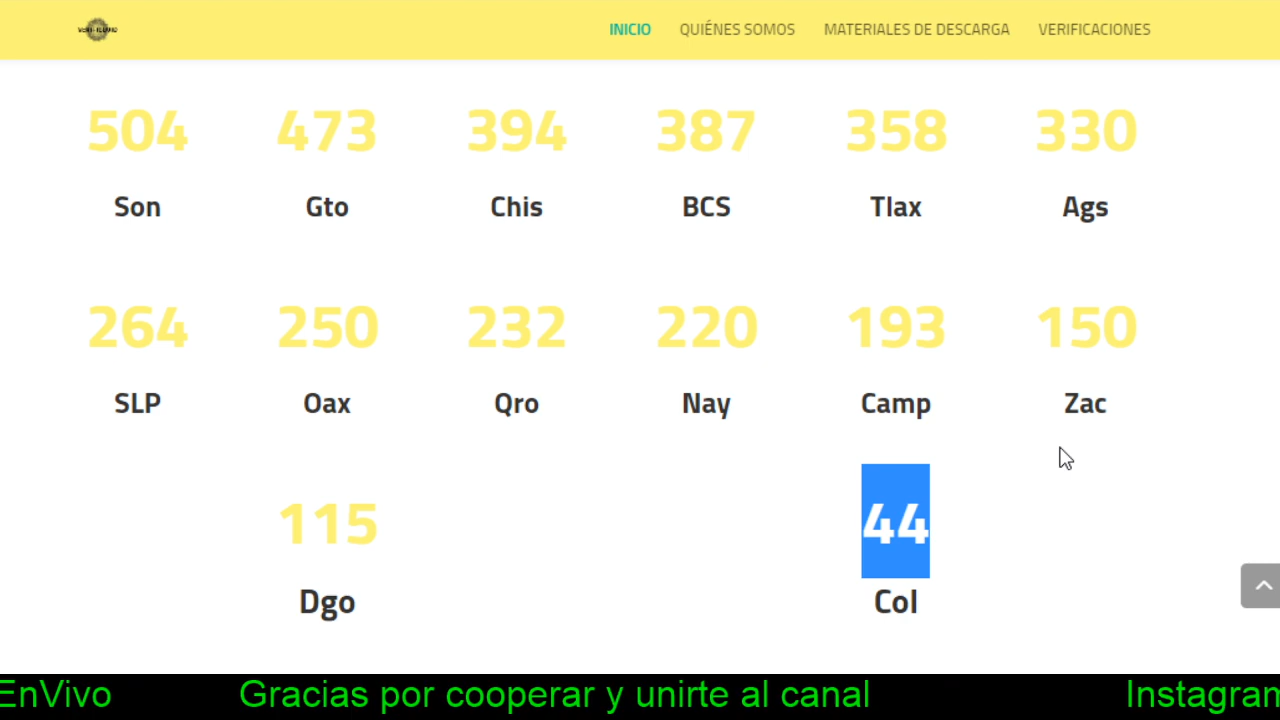 INICIO QUIÉNES SOMOS MATERIALES DE DESCARGA VERIFICACIONES
504 473 394 387 358 330
Son Gto Chis BCS Tlax Ags
264 250 232 220 193 150
SLP Oax Qro Nay Camp Zac
115 44
Dgo Col
EnVivo Gracias por cooperar y unirte al canal Instagram